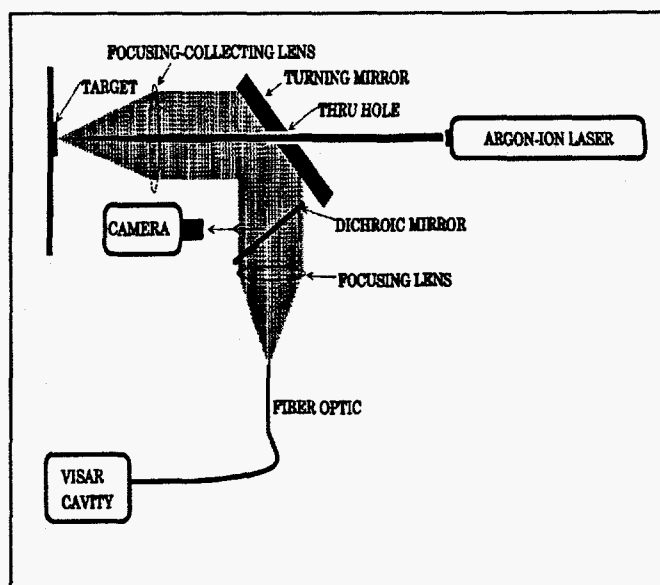 FOCUSING-COLLECTING LENS
TURNING MIRROR
TARGET
THRU HOLE
ARGON-ION LASER
CAMERA
DICHROIC MIRROR
FOCUSING LENS
FIBER OPTIC
VISAR
CAVITY